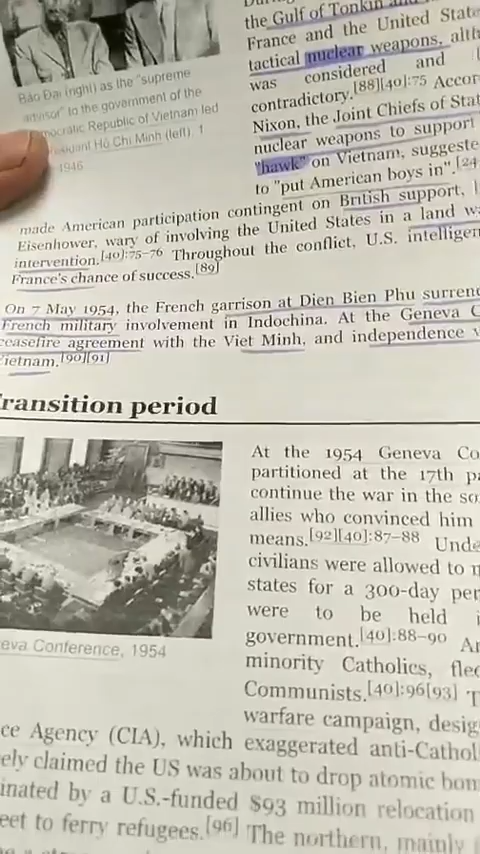 the Gulf of Tonkin and
France and the United State
tactical nuclear weapons, alth
was considered and
contradictory.[88][40]:75 Accor
Nixon, the Joint Chiefs of Stat
nuclear weapons to support
"hawk" on Vietnam, suggeste
to "put American boys in".[24
Bảo Đại (right) as the "supreme
advisor" to the government of the
mocratic Republic of Vietnam led
Hồ Chí Minh (left), 1
1946
made American participation contingent on British support,
Eisenhower, wary of involving the United States in a land w
intervention.[40]:75–76 Throughout the conflict, U.S. intelligen
France's chance of success.[89]
On 7 May 1954, the French garrison at Dien Bien Phu surren
French military involvement in Indochina. At the Geneva C
ceasefire agreement with the Viet Minh, and independence
Vietnam.[90][91]
Transition period
At the 1954 Geneva Co
partitioned at the 17th pa
continue the war in the so
allies who convinced him
means.[92][40]:87–88 Unde
civilians were allowed to m
states for a 300-day per
were to be held i
government.[40]:88–90 Ar
minority Catholics, fled
Communists.[40]:96[93] T
warfare campaign, desig
eva Conference, 1954
ce Agency (CIA), which exaggerated anti-Cathol
ely claimed the US was about to drop atomic bom
inated by a U.S.-funded $93 million relocation
eet to ferry refugees.[96] The northern, mainly